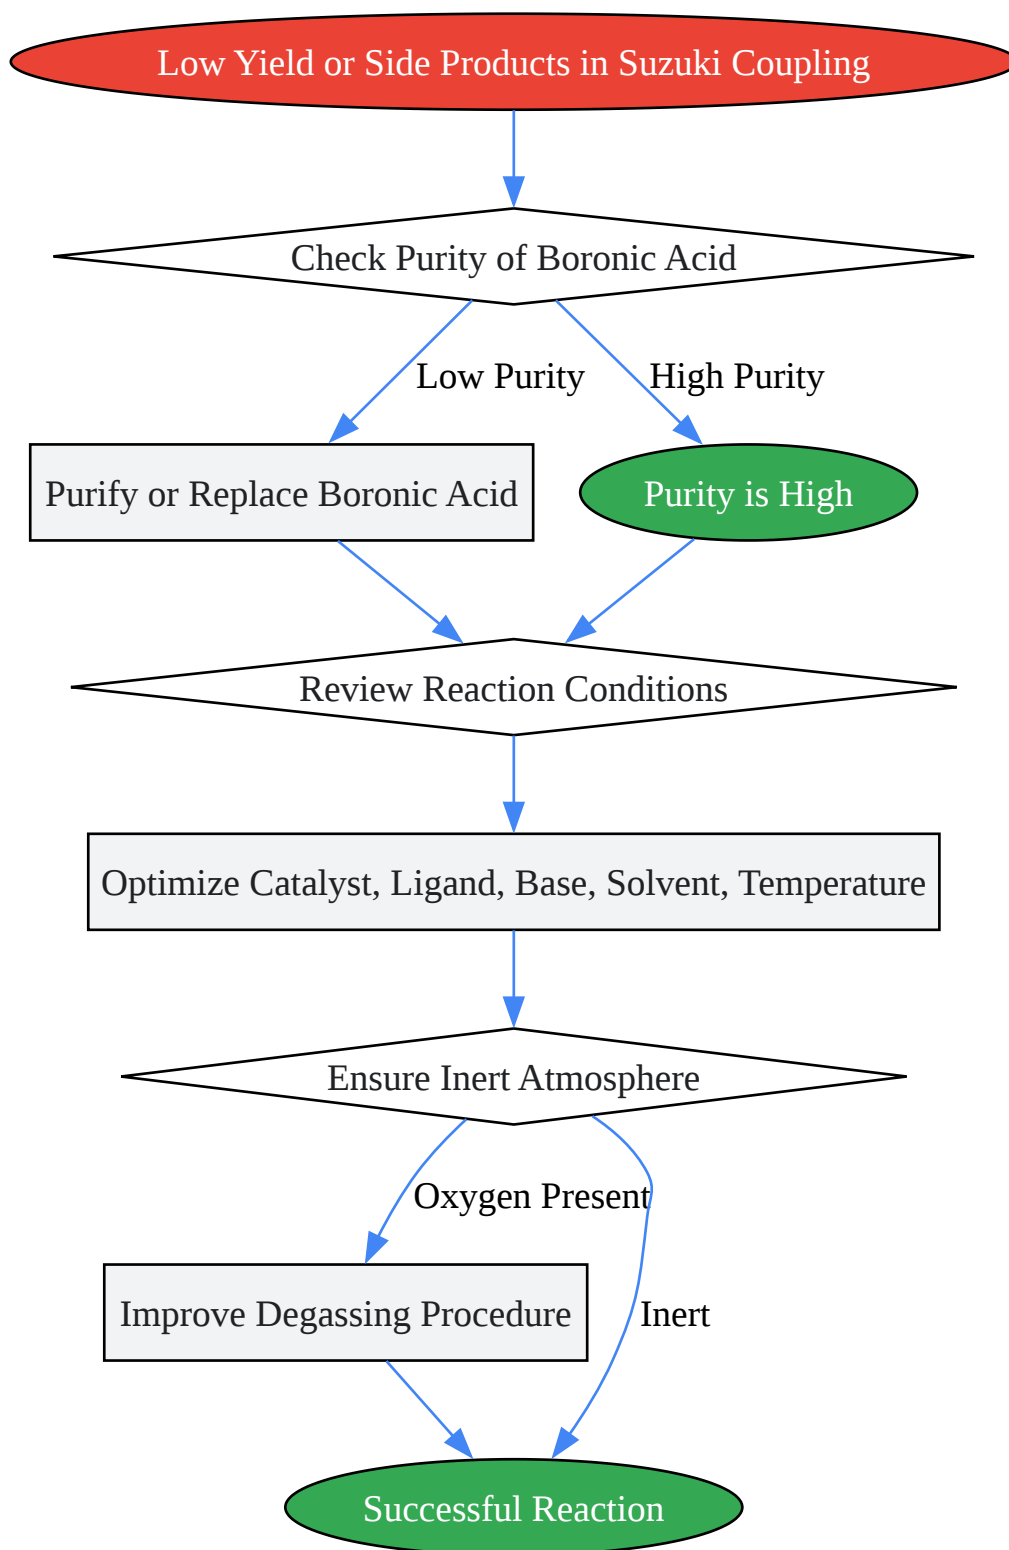 Low Yield or Side Products in Suzuki Coupling
Check Purity of Boronic Acid
Low Purity
High Purity
Purify or Replace Boronic Acid
Purity is High
Review Reaction Conditions
Optimize Catalyst, Ligand, Base, Solvent, Temperature
Ensure Inert Atmosphere
Oxygen Present
Improve Degassing Procedure
Inert
Successful Reaction